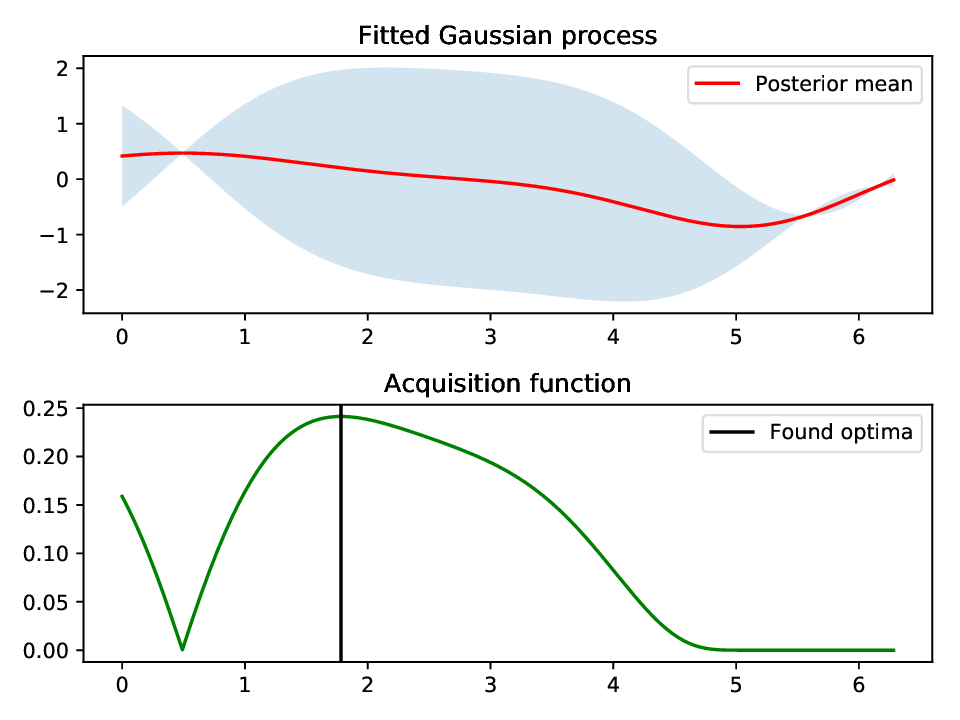 Fitted Gaussian process
2
1
0
−1
−2
Posterior mean
0 1 2 3 4 5 6
Acquisition function
0.25
0.20
0.15
0.10
0.05
0.00
Found optima
0 1 2 3 4 5 6